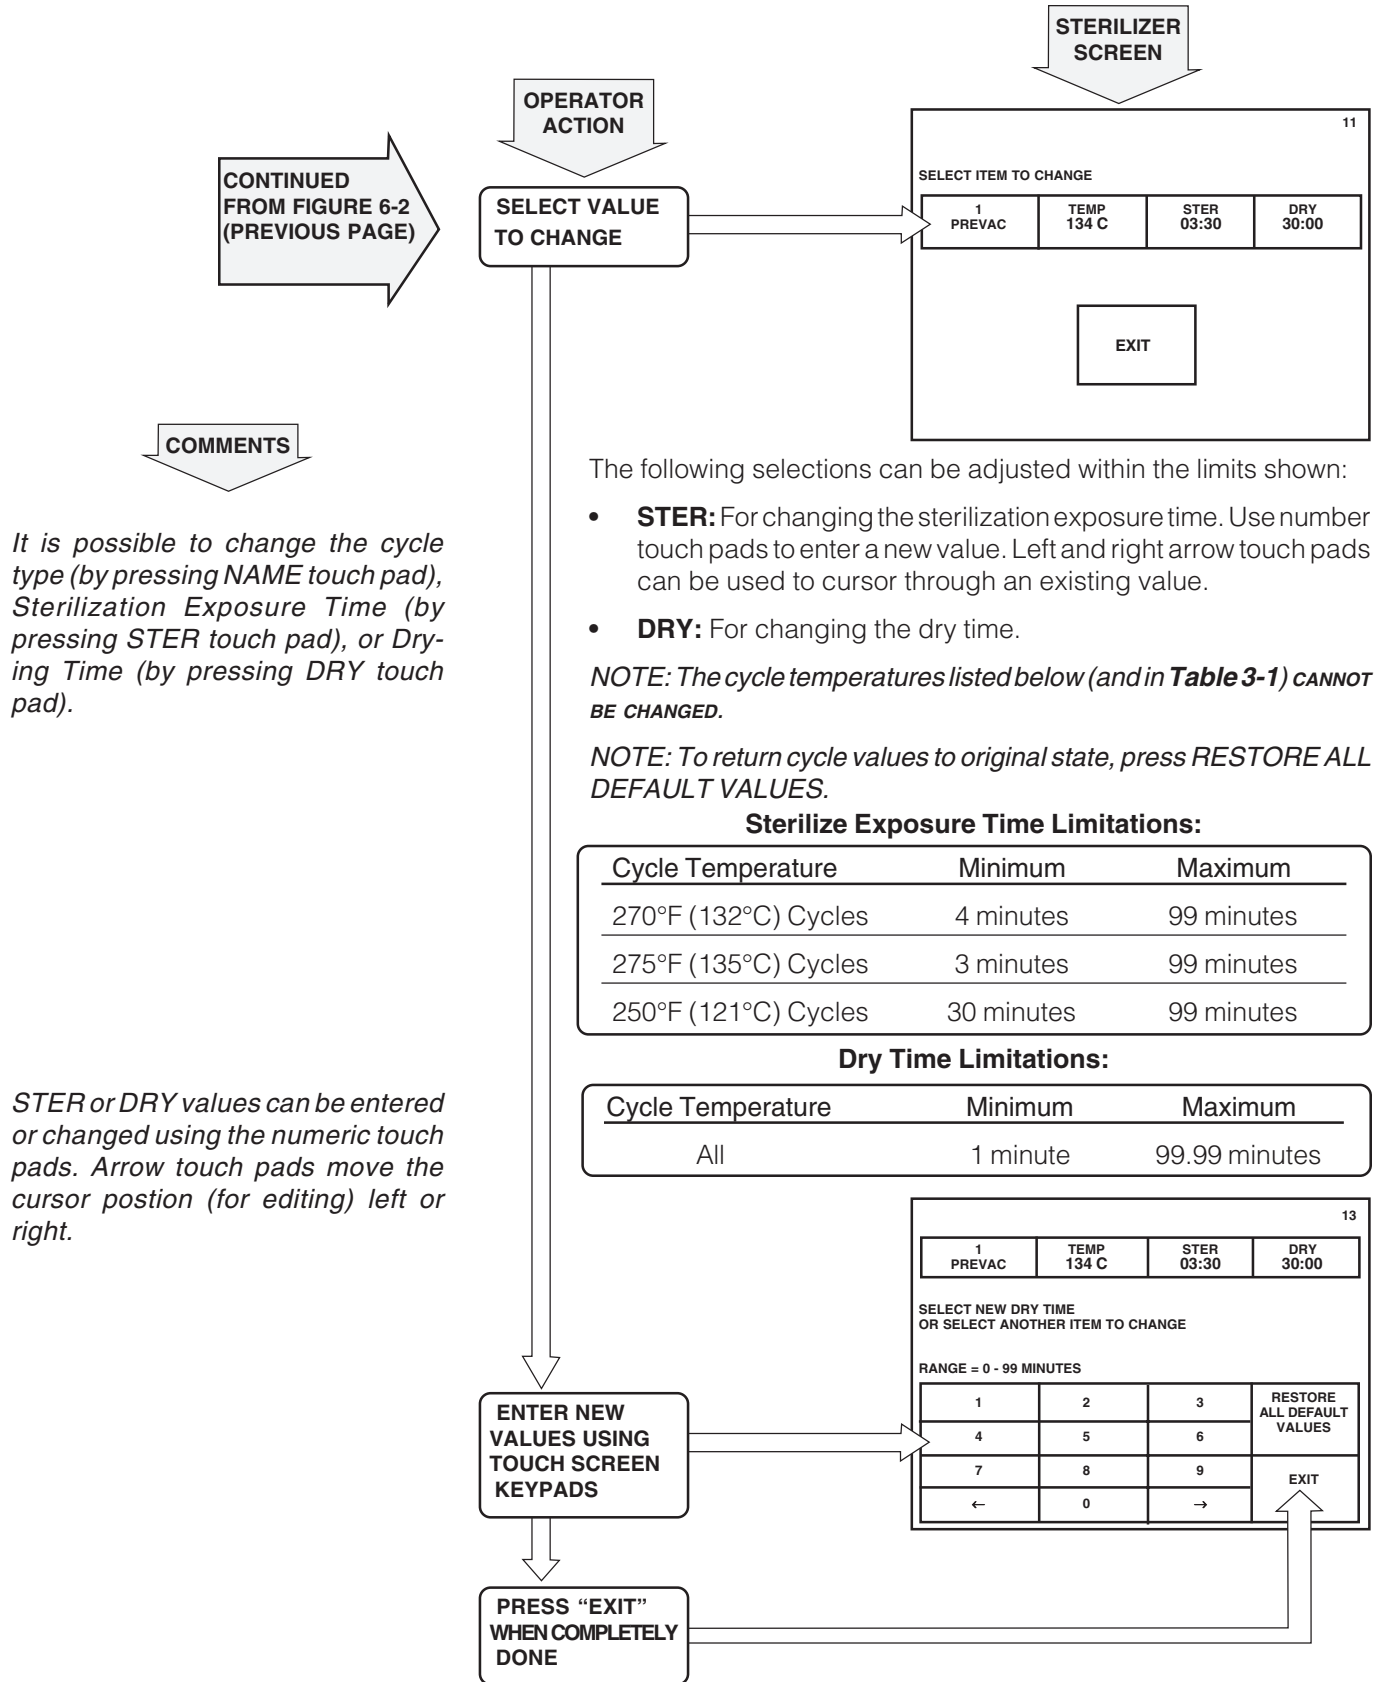 STERILIZER
SCREEN
OPERATOR
ACTION
CONTINUED
FROM FIGURE 6-2
(PREVIOUS PAGE)
SELECT VALUE
TO CHANGE
11
SELECT ITEM TO CHANGE
1
PREVAC
TEMP
134 C
STER
03:30
DRY
30:00
EXIT
COMMENTS
It is possible to change the cycle
type (by pressing NAME touch pad),
Sterilization Exposure Time (by
pressing STER touch pad), or Dry-
ing Time (by pressing DRY touch
pad).
The following selections can be adjusted within the limits shown:
• STER: For changing the sterilization exposure time. Use number
touch pads to enter a new value. Left and right arrow touch pads
can be used to cursor through an existing value.
• DRY: For changing the dry time.
NOTE: The cycle temperatures listed below (and in Table 3-1) CANNOT
BE CHANGED.
NOTE: To return cycle values to original state, press RESTORE ALL
DEFAULT VALUES.
Sterilize Exposure Time Limitations:
Cycle Temperature Minimum Maximum
270°F (132°C) Cycles 4 minutes 99 minutes
275°F (135°C) Cycles 3 minutes 99 minutes
250°F (121°C) Cycles 30 minutes 99 minutes
Dry Time Limitations:
Cycle Temperature Minimum Maximum
All 1 minute 99.99 minutes
STER or DRY values can be entered
or changed using the numeric touch
pads. Arrow touch pads move the
cursor postion (for editing) left or
right.
13
1
PREVAC
TEMP
134 C
STER
03:30
DRY
30:00
SELECT NEW DRY TIME
OR SELECT ANOTHER ITEM TO CHANGE
RANGE = 0 - 99 MINUTES
1 2 3
RESTORE
ALL DEFAULT
VALUES
4 5 6
7 8 9
EXIT
← 0 →
ENTER NEW
VALUES USING
TOUCH SCREEN
KEYPADS
PRESS “EXIT”
WHEN COMPLETELY
DONE